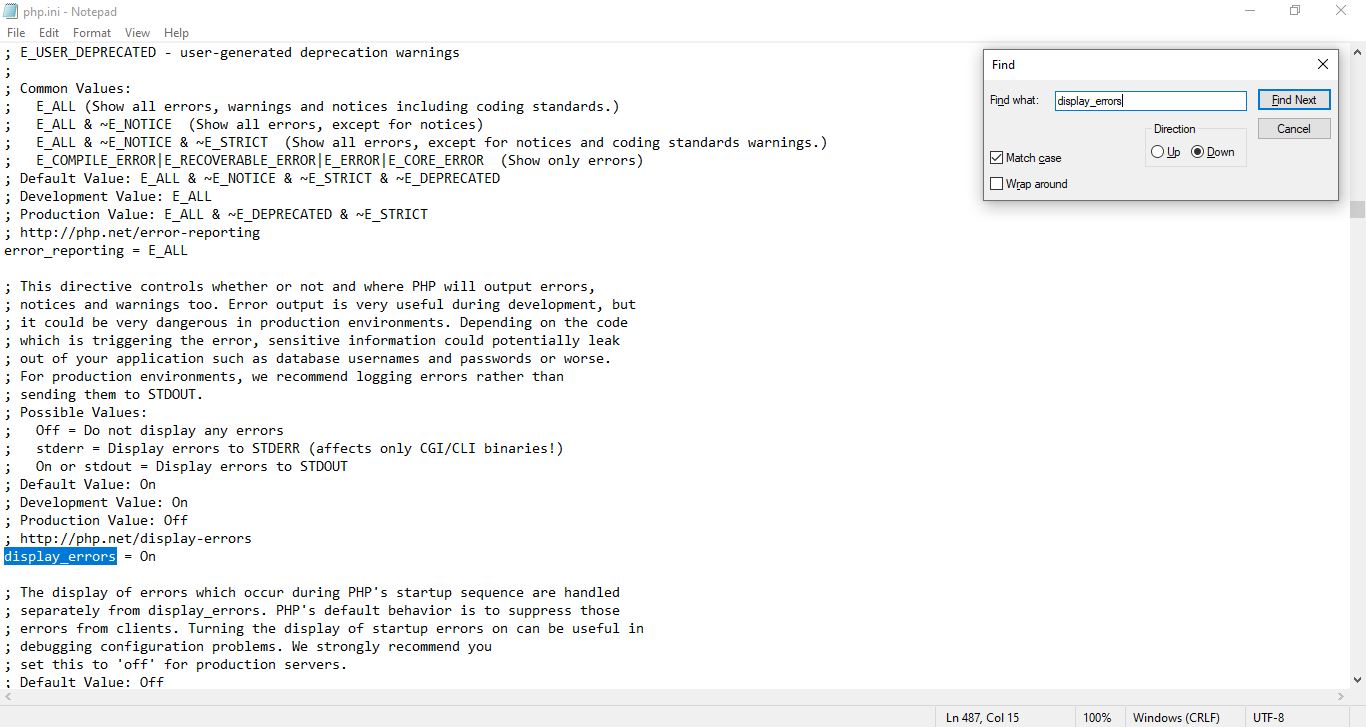 php.ini - Notepad
File Edit Format View Help
; E_USER_DEPRECATED - user-generated deprecation warnings
;
; Common Values:
;   E_ALL (Show all errors, warnings and notices including coding standards.)
;   E_ALL & ~E_NOTICE  (Show all errors, except for notices)
;   E_ALL & ~E_NOTICE & ~E_STRICT  (Show all errors, except for notices and coding standards warnings.)
;   E_COMPILE_ERROR|E_RECOVERABLE_ERROR|E_ERROR|E_CORE_ERROR  (Show only errors)
; Default Value: E_ALL & ~E_NOTICE & ~E_STRICT & ~E_DEPRECATED
; Development Value: E_ALL
; Production Value: E_ALL & ~E_DEPRECATED & ~E_STRICT
; http://php.net/error-reporting
error_reporting = E_ALL

; This directive controls whether or not and where PHP will output errors,
; notices and warnings too. Error output is very useful during development, but
; it could be very dangerous in production environments. Depending on the code
; which is triggering the error, sensitive information could potentially leak
; out of your application such as database usernames and passwords or worse.
; For production environments, we recommend logging errors rather than
; sending them to STDOUT.
; Possible Values:
;   Off = Do not display any errors
;   stderr = Display errors to STDERR (affects only CGI/CLI binaries!)
;   On or stdout = Display errors to STDOUT
; Default Value: On
; Development Value: On
; Production Value: Off
; http://php.net/display-errors
display_errors = On

; The display of errors which occur during PHP's startup sequence are handled
; separately from display_errors. PHP's default behavior is to suppress those
; errors from clients. Turning the display of startup errors on can be useful in
; debugging configuration problems. We strongly recommend you
; set this to 'off' for production servers.
; Default Value: Off
Find
Find what: display_errors Find Next
Direction Cancel
Up Down
Match case
Wrap around
Ln 487, Col 15 100% Windows (CRLF) UTF-8